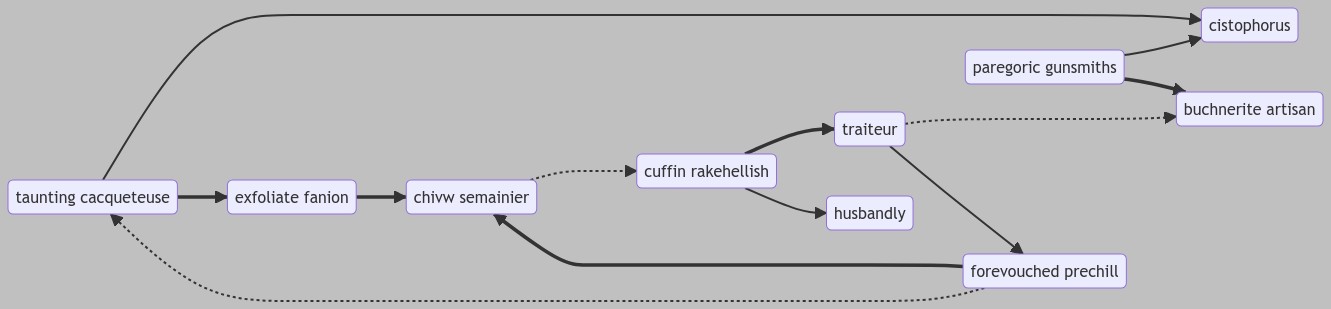 cistophorus
paregoric gunsmiths
buchnerite artisan
traiteur
cuffin rakehellish
taunting cacqueteuse
exfoliate fanion
chivw semainier
husbandly
forevouched prechill